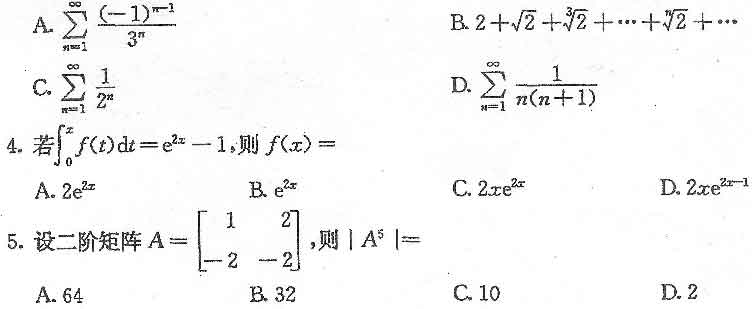 A. $\sum_{n=1}^{\infty} \frac{(-1)^{n-1}}{3^n}$ B. $2+\sqrt{2}+\sqrt[3]{2}+\cdots+\sqrt[n]{2}+\cdots$
C. $\sum_{n=1}^{\infty} \frac{1}{2^n}$ D. $\sum_{n=1}^{\infty} \frac{1}{n(n+1)}$
4. 若$\int_0^x f(t)\mathrm{d}t=\mathrm{e}^{2x}-1$,则 $f(x)=$
A. $2\mathrm{e}^{2x}$ B. $\mathrm{e}^{2x}$ C. $2x\mathrm{e}^{2x}$ D. $2x\mathrm{e}^{2x-1}$
5. 设二阶矩阵 $A=\begin{bmatrix} 1 & 2 \\ -2 & -2 \end{bmatrix}$,则 $|A^5|=$
A. 64 B. 32 C. 10 D. 2